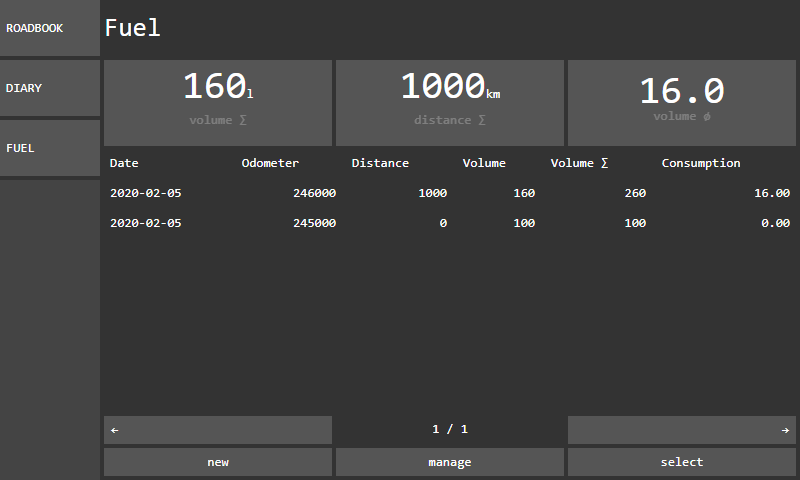 ROADBOOK
DIARY
FUEL
Fuel
160l
volume Σ
1000km
distance Σ
16.0
volume ø
Date Odometer Distance Volume Volume Σ Consumption
2020-02-05 246000 1000 160 260 16.00
2020-02-05 245000 0 100 100 0.00
← 1 / 1 →
new manage select